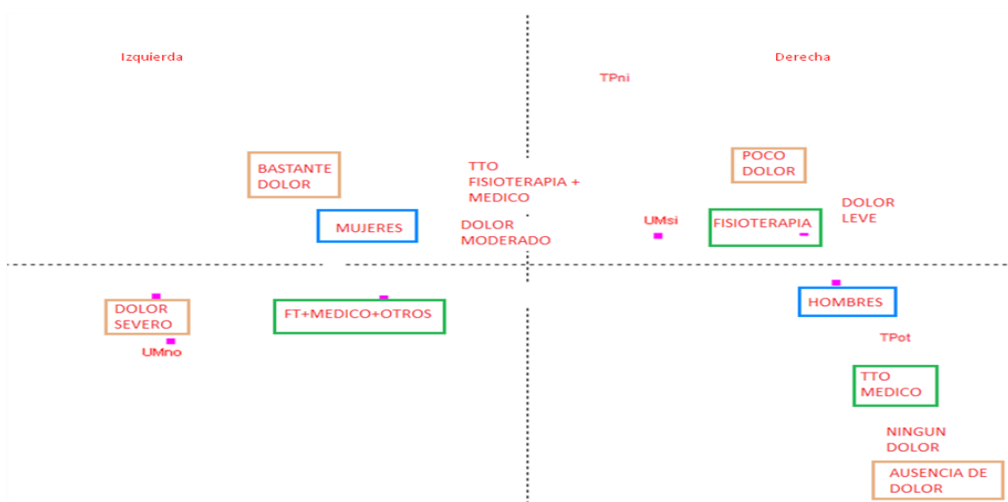 Izquierda
Derecha
TPni
BASTANTE
DOLOR
TTO
FISIOTERAPIA +
MEDICO
POCO
DOLOR
MUJERES
DOLOR
MODERADO
UMsi
FISIOTERAPIA
DOLOR
LEVE
DOLOR
SEVERO
UMno
FT+MEDICO+OTROS
HOMBRES
TPot
TTO
MEDICO
NINGUN
DOLOR
AUSENCIA DE
DOLOR